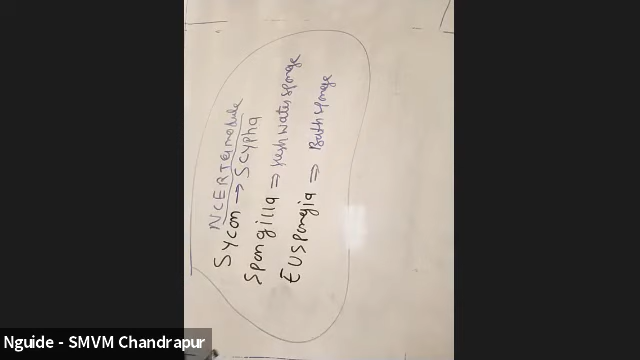 NCERT & module
Sycon → Scypha
Spongilla ⇒ fresh water sponge
Euspongia ⇒ Bath sponge
Nguide - SMVM Chandrapur